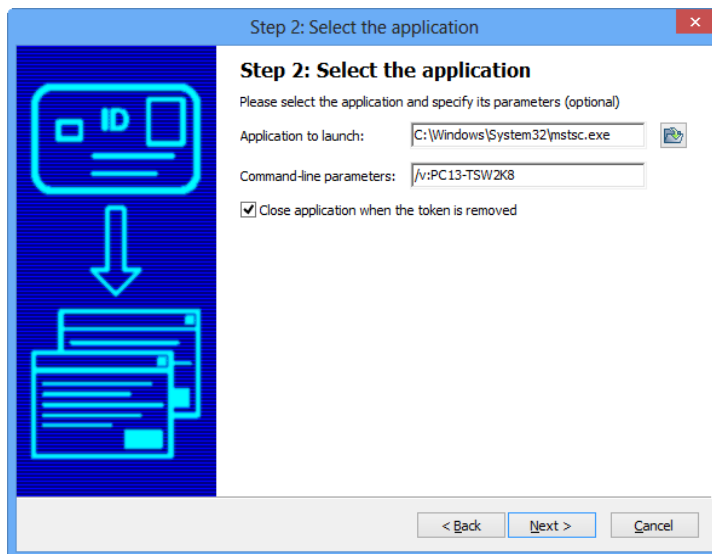 Step 2: Select the application
x
ID
Step 2: Select the application
Please select the application and specify its parameters (optional)
Application to launch: C:\Windows\System32\mstsc.exe
Command-line parameters: /v:PC13-TSW2K8
Close application when the token is removed
< Back Next > Cancel